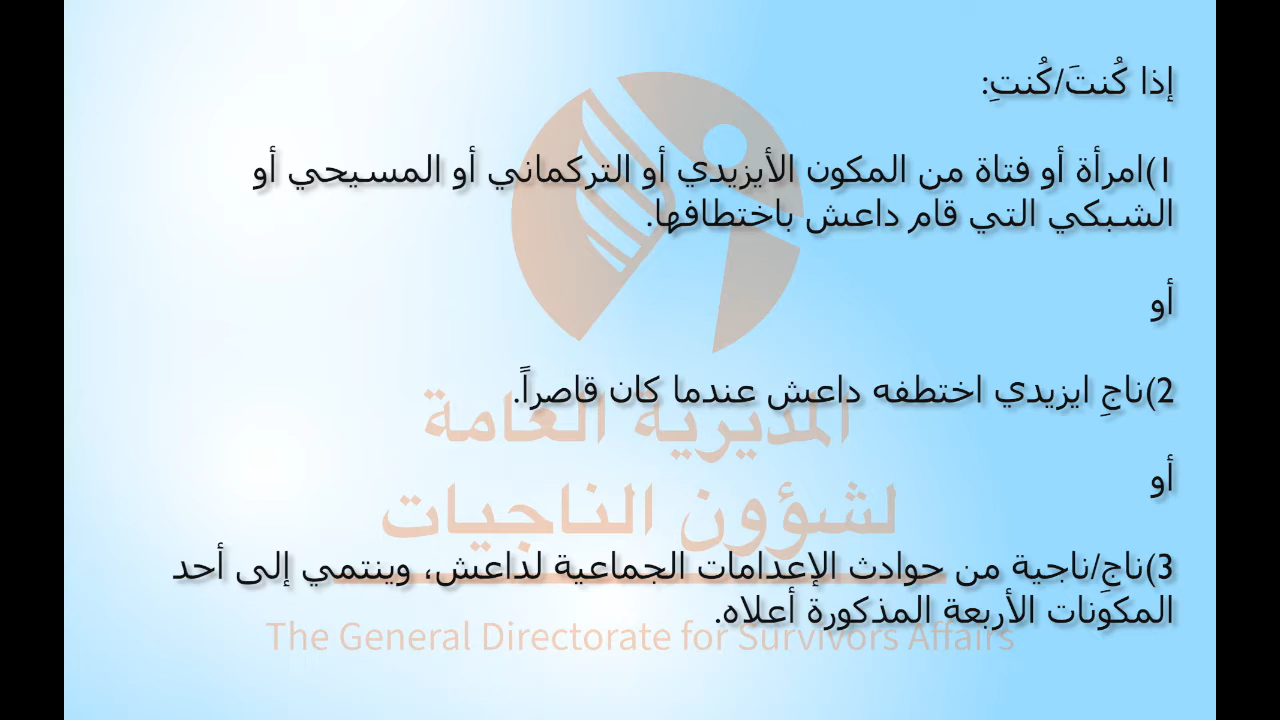 إذا كُنتَ/كُنتِ:
1)امرأة أو فتاة من المكون الأيزيدي أو التركماني أو المسيحي أو
الشبكي التي قام داعش باختطافها.
أو
2)ناجِ ايزيدي اختطفه داعش عندما كان قاصراً.
المديرية العامة
أو
لشؤون الناجيات
3)ناجِ/ناجية من حوادث الإعدامات الجماعية لداعش، وينتمي إلى أحد
المكونات الأربعة المذكورة أعلاه.
The General Directorate for Survivors Affairs